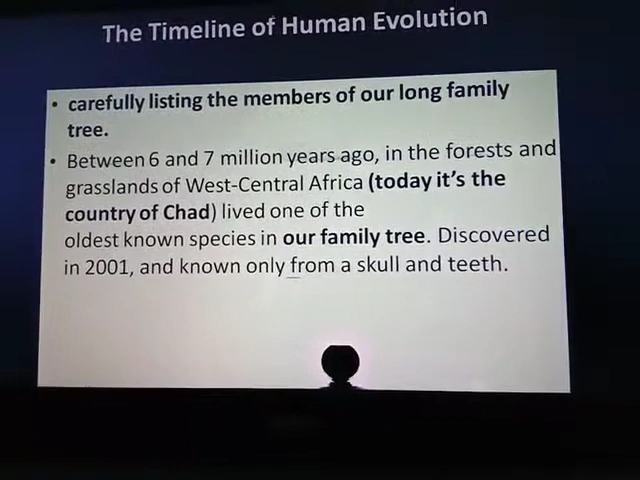 The Timeline of Human Evolution
• carefully listing the members of our long family
tree.
• Between 6 and 7 million years ago, in the forests and
grasslands of West-Central Africa (today it's the
country of Chad) lived one of the
oldest known species in our family tree. Discovered
in 2001, and known only from a skull and teeth.